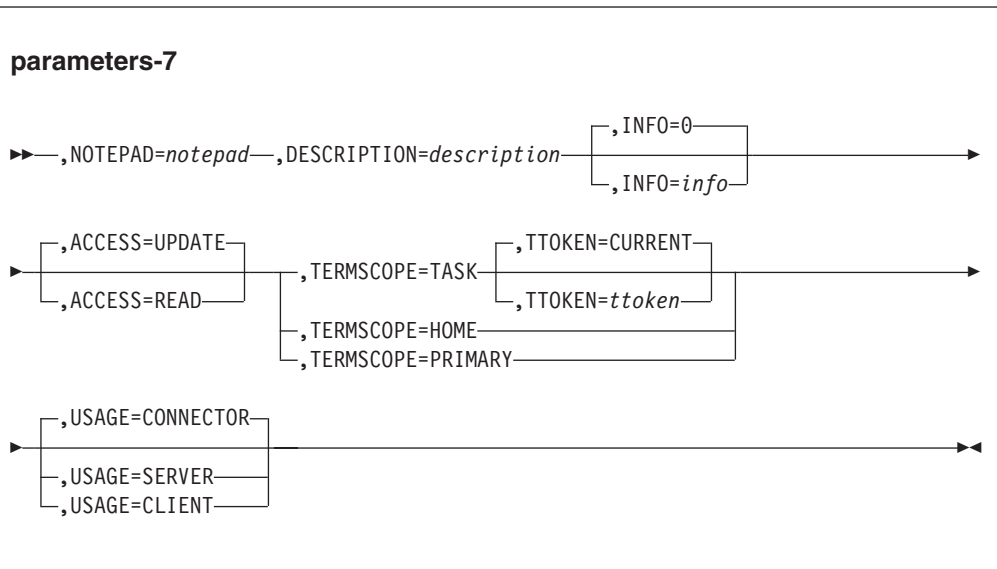 parameters-7
,INFO=0
,NOTEPAD=notepad ,DESCRIPTION=description
,INFO=info
,ACCESS=UPDATE ,TTOKEN=CURRENT
,TERMSCOPE=TASK
,ACCESS=READ ,TTOKEN=ttoken
,TERMSCOPE=HOME
,TERMSCOPE=PRIMARY
,USAGE=CONNECTOR
,USAGE=SERVER
,USAGE=CLIENT